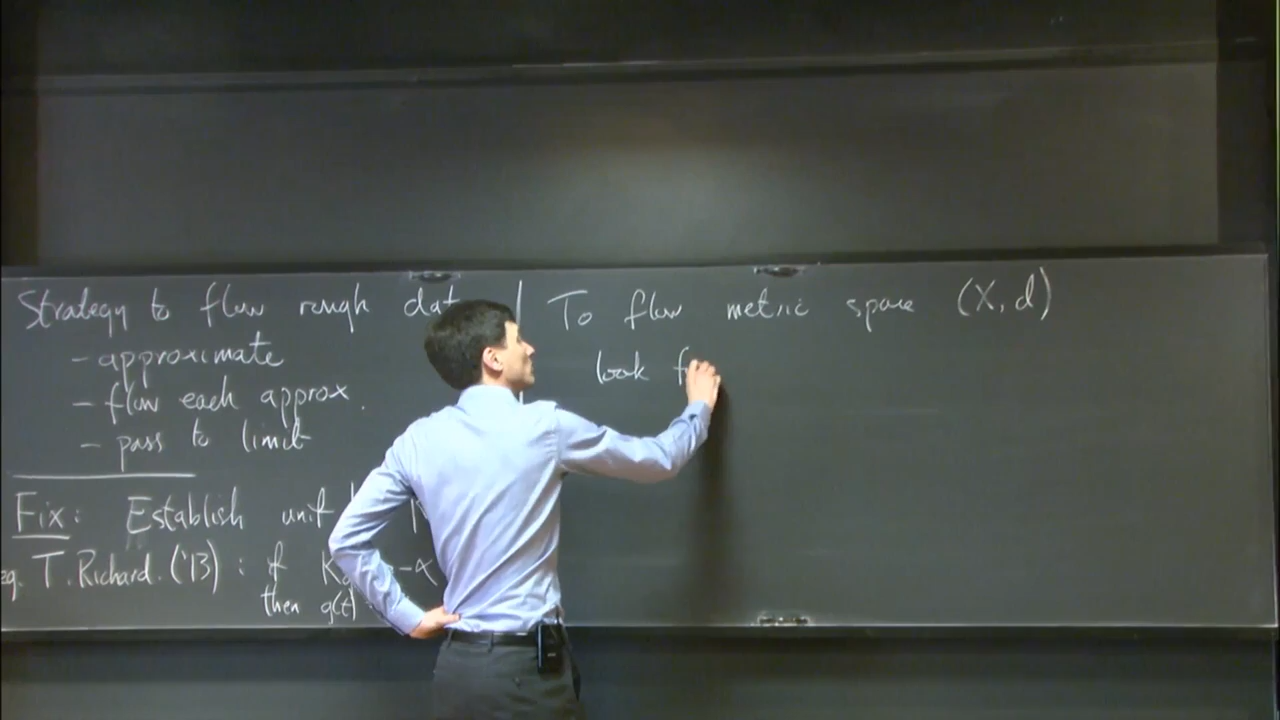 Strategy to flow rough dat
- approximate
- flow each approx.
- pass to limit
Fix: Establish unif
eg. T. Richard. ('13) : if -α
then g(t)
To flow metric space (X, d)
look f